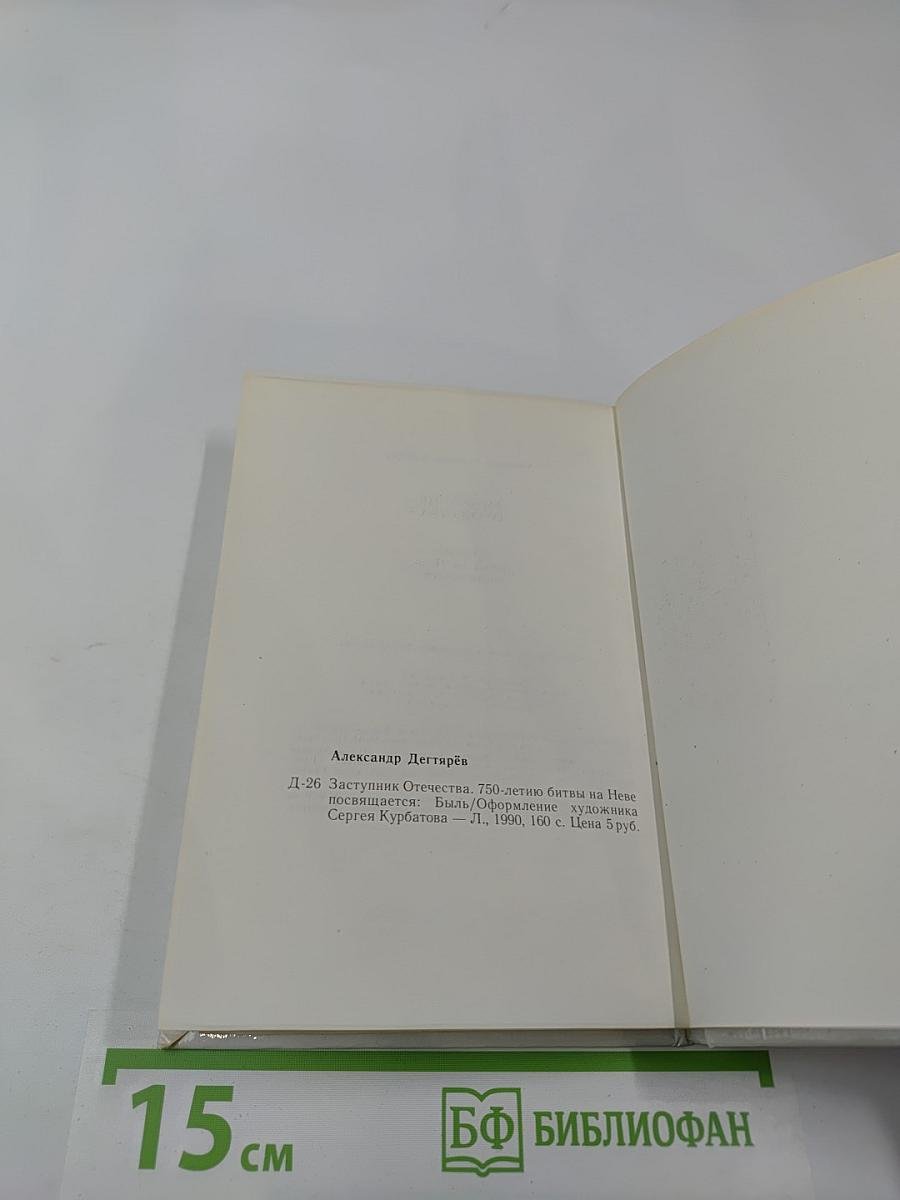 Александр Дегтярёв
Д-26 Заступник Отечества. 750-летию битвы на Неве
посвящается: Быль/Оформление художника
Сергея Курбатова — Л., 1990, 160 с. Цена 5 руб.
15 см
БФ БИБЛИОФАН